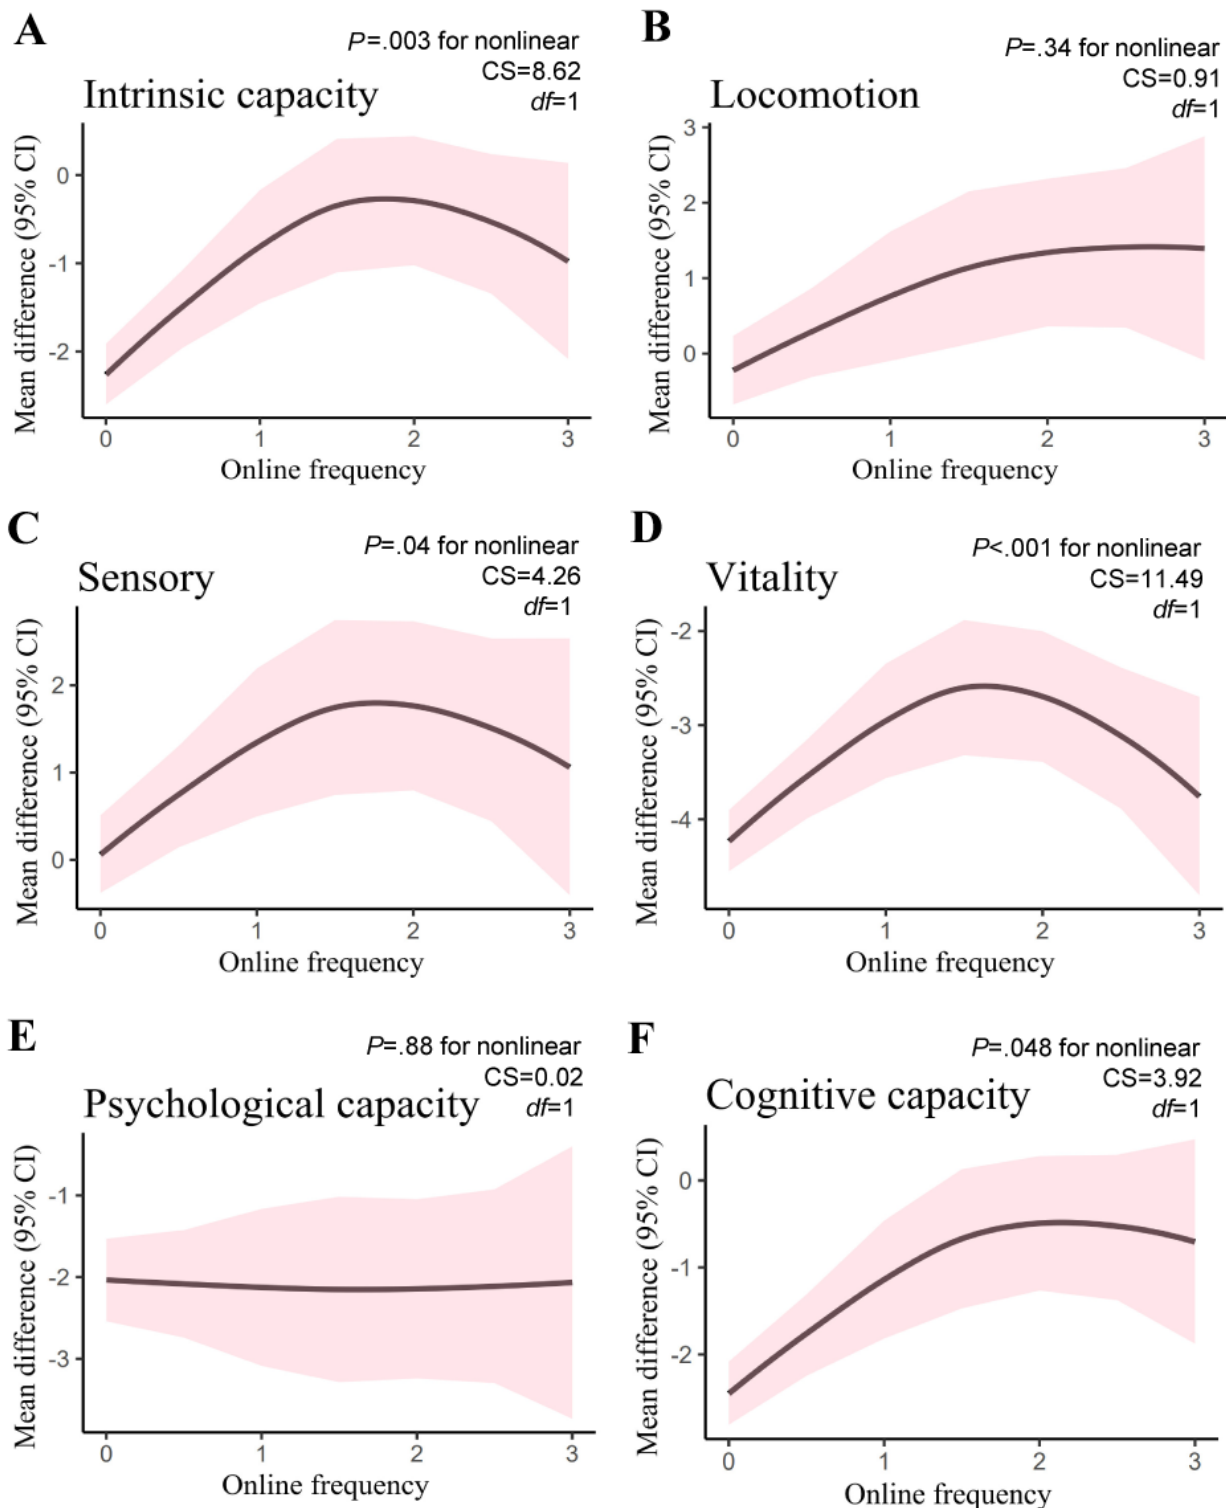 A
P=.003 for nonlinear
CS=8.62
df=1
Intrinsic capacity
Mean difference (95% CI)
0
-1
-2
0 1 2 3
Online frequency
B
P=.34 for nonlinear
CS=0.91
df=1
Locomotion
Mean difference (95% CI)
3
2
1
0
0 1 2 3
Online frequency
C
P=.04 for nonlinear
CS=4.26
df=1
Sensory
Mean difference (95% CI)
2
1
0
0 1 2 3
Online frequency
D
P<.001 for nonlinear
CS=11.49
df=1
Vitality
Mean difference (95% CI)
-2
-3
-4
0 1 2 3
Online frequency
E
P=.88 for nonlinear
CS=0.02
df=1
Psychological capacity
Mean difference (95% CI)
-1
-2
-3
0 1 2 3
Online frequency
F
P=.048 for nonlinear
CS=3.92
df=1
Cognitive capacity
Mean difference (95% CI)
0
-1
-2
0 1 2 3
Online frequency